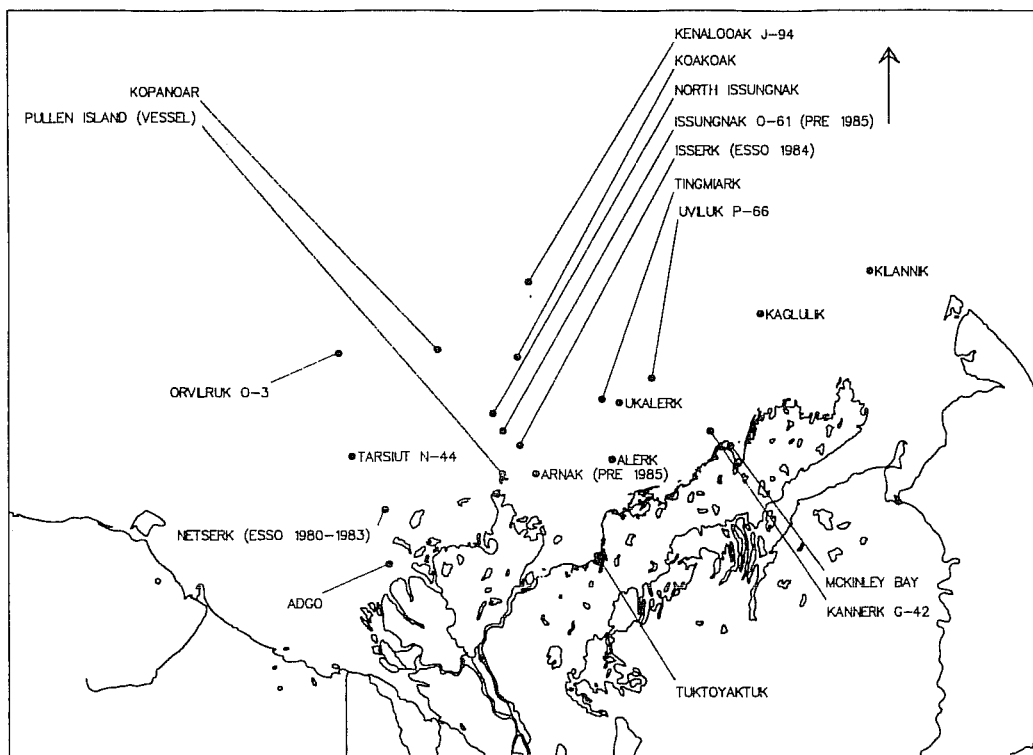 KENALOOAK J-94
KOAKOAK
KOPANOAR
NORTH ISSUNGNAK
PULLEN ISLAND (VESSEL)
ISSUNGNAK O-61 (PRE 1985)
ISSERK (ESSO 1984)
TINGMIARK
UVILUK P-66
KILANNIK
KAGLULIK
ORVILRUK O-3
UKALERK
TARSIUT N-44
ALERK
ARNAK (PRE 1985)
NETSERK (ESSO 1980-1983)
MCKINLEY BAY
ADGO
KANNERK G-42
TUKTOYAKTUK